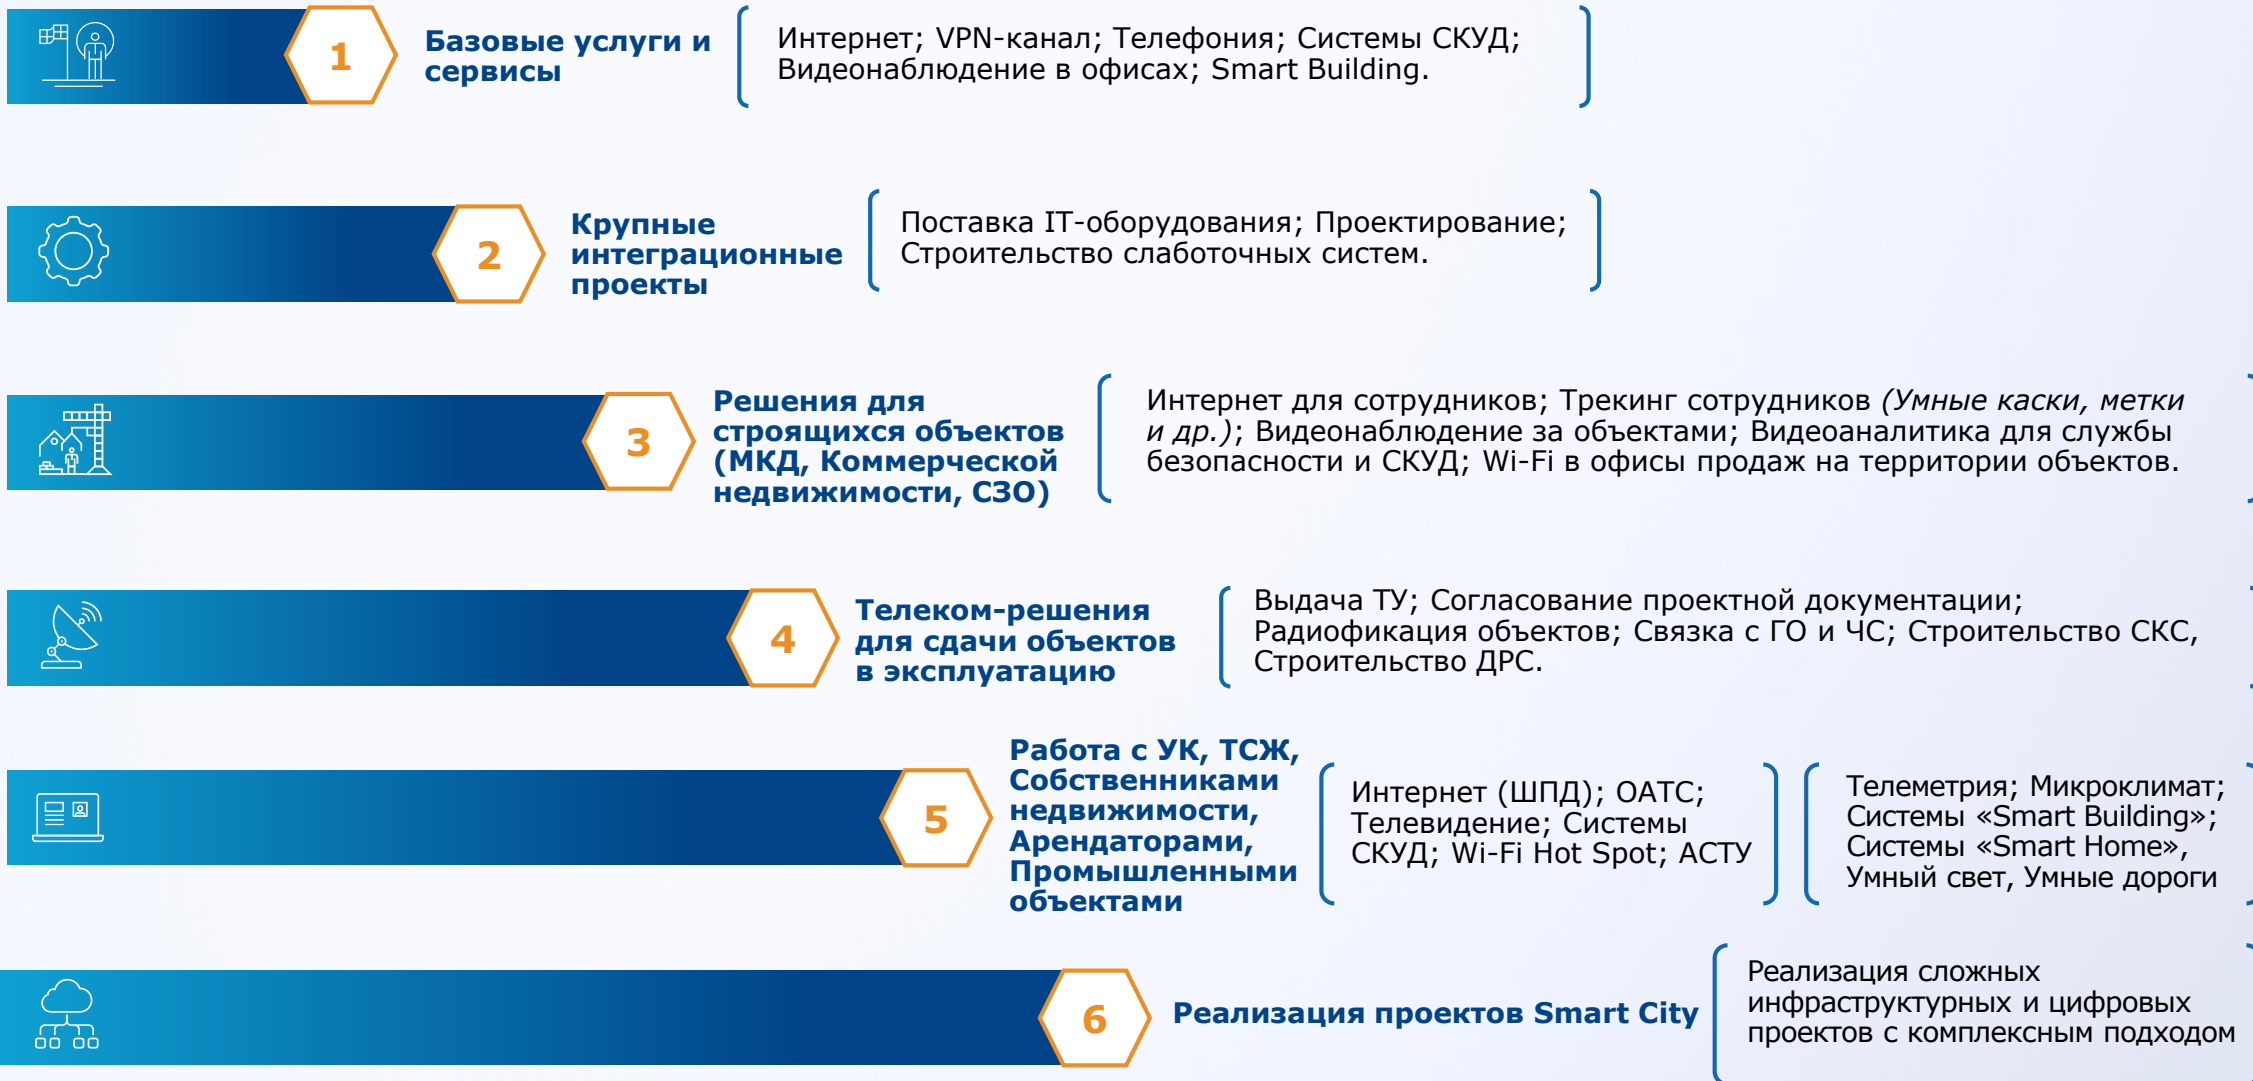 1
Базовые услуги и
сервисы
Интернет; VPN-канал; Телефония; Системы СКУД;
Видеонаблюдение в офисах; Smart Building.
2
Крупные
интеграционные
проекты
Поставка IT-оборудования; Проектирование;
Строительство слаботочных систем.
3
Решения для
строящихся объектов
(МКД, Коммерческой
недвижимости, СЗО)
Интернет для сотрудников; Трекинг сотрудников (Умные каски, метки
и др.); Видеонаблюдение за объектами; Видеоаналитика для службы
безопасности и СКУД; Wi-Fi в офисы продаж на территории объектов.
4
Телеком-решения
для сдачи объектов
в эксплуатацию
Выдача ТУ; Согласование проектной документации;
Радиофикация объектов; Связка с ГО и ЧС; Строительство СКС,
Строительство ДРС.
5
Работа с УК, ТСЖ,
Собственниками
недвижимости,
Арендаторами,
Промышленными
объектами
Интернет (ШПД); ОАТС;
Телевидение; Системы
СКУД; Wi-Fi Hot Spot; АСТУ
Телеметрия; Микроклимат;
Системы «Smart Building»;
Системы «Smart Home»,
Умный свет, Умные дороги
6
Реализация проектов Smart City
Реализация сложных
инфраструктурных и цифровых
проектов с комплексным подходом